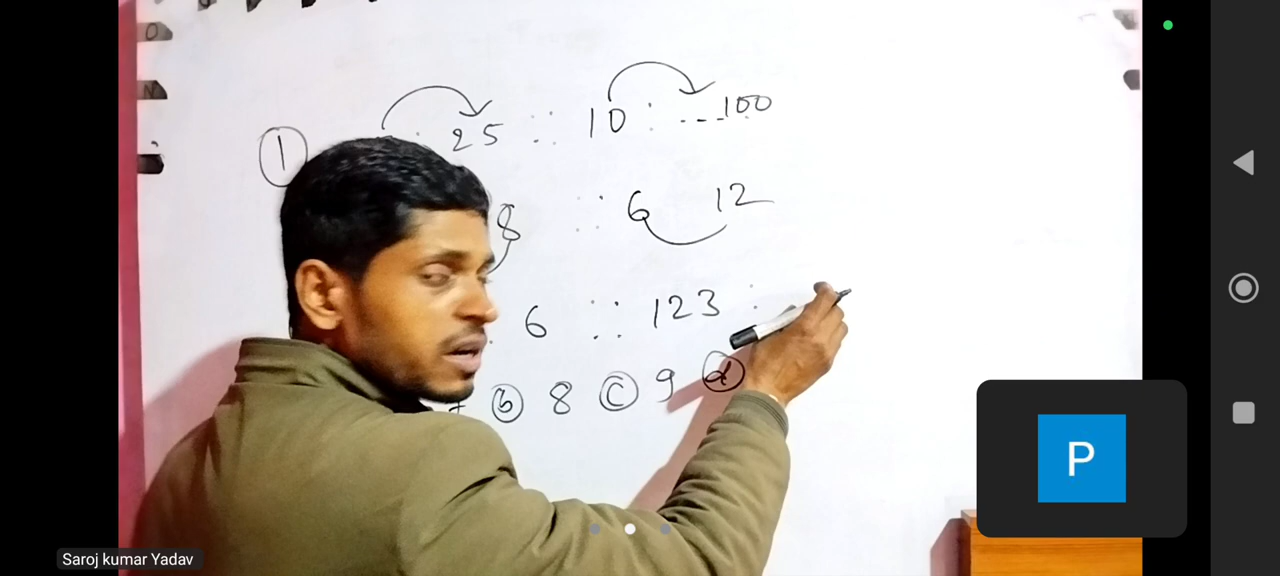 ① : 25 :: 10 : ---100
8 :: 6 12
6 :: 123 :
ⓑ 8 ⓒ 9 ⓓ
P
Saroj kumar Yadav